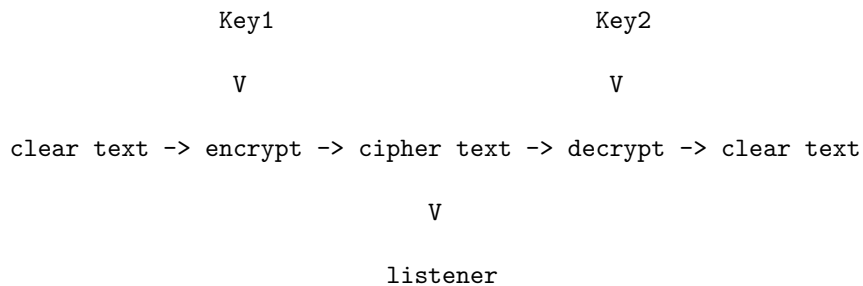 Key1 Key2
V V
clear text -> encrypt -> cipher text -> decrypt -> clear text
V
listener